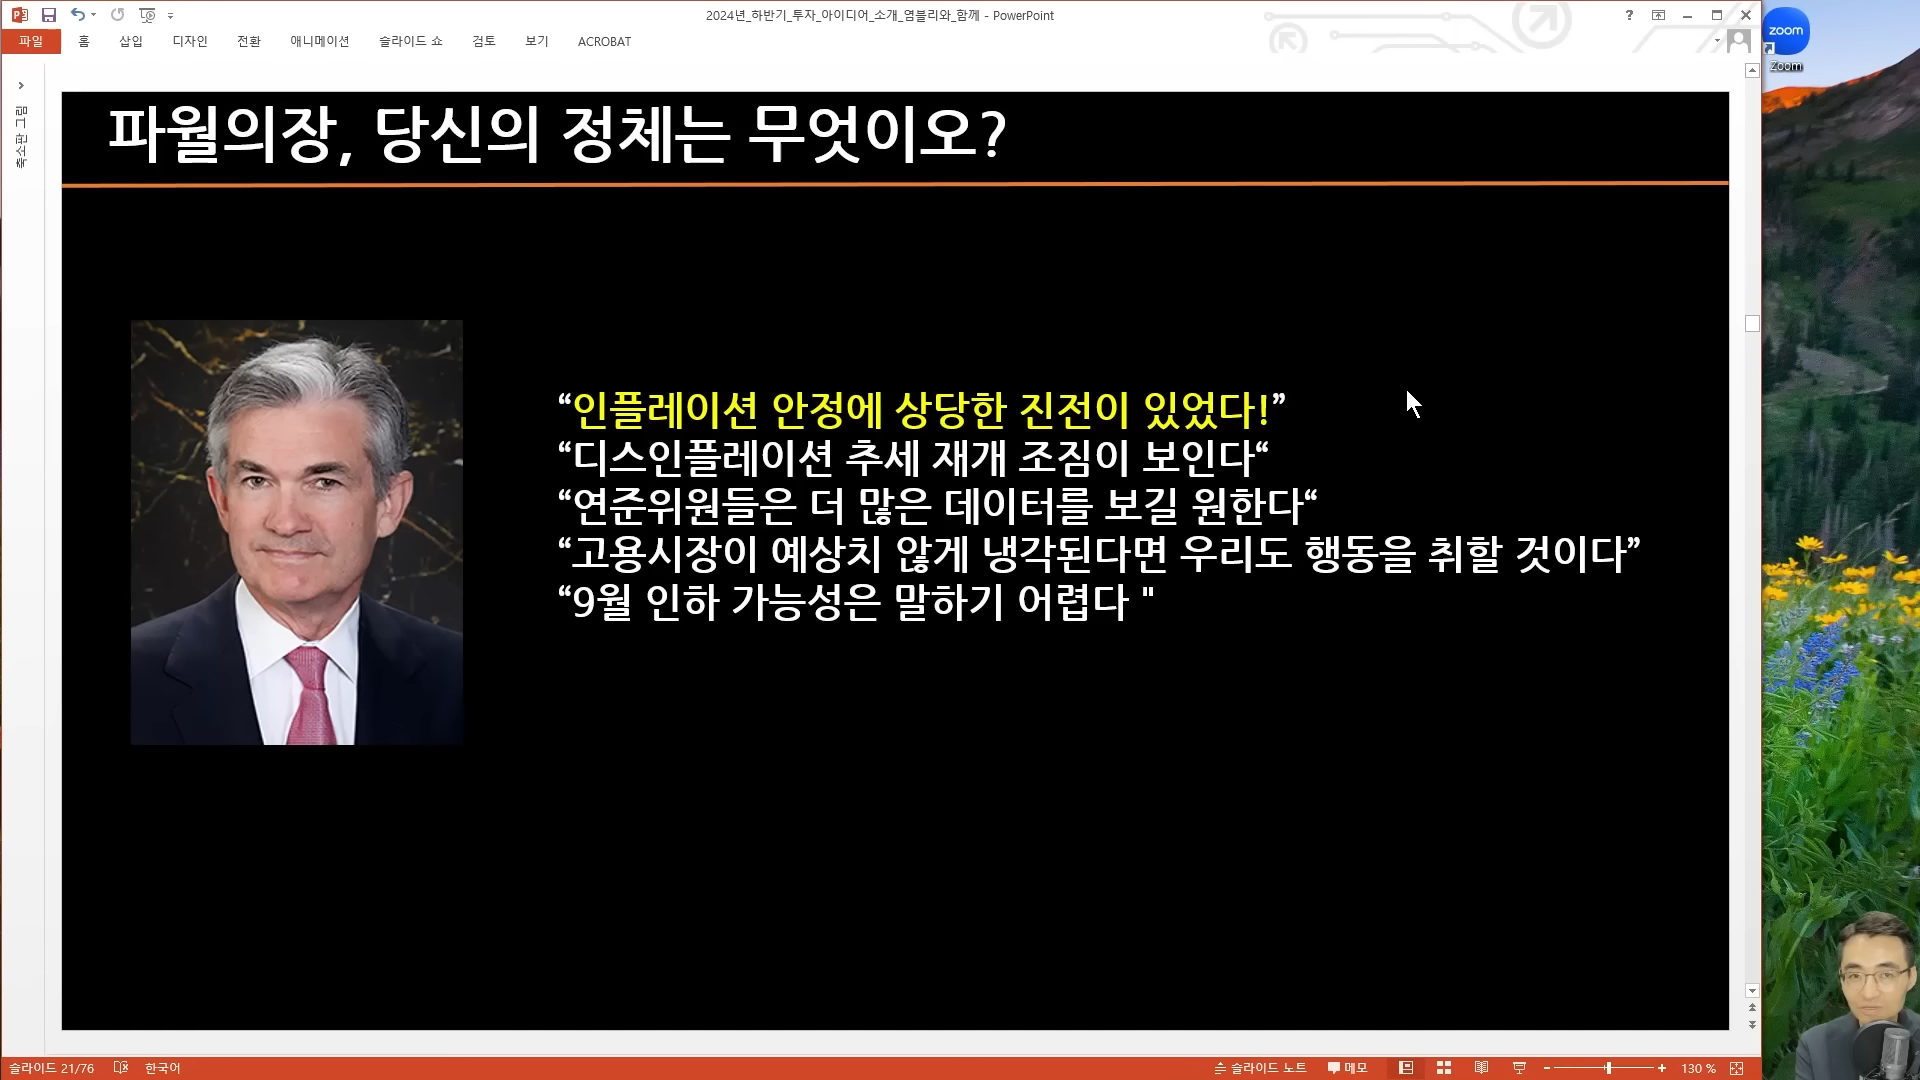 2024년_하반기_투자_아이디어_소개_염블리와_함께 - PowerPoint
파일 홈 삽입 디자인 전환 애니메이션 슬라이드 쇼 검토 보기 ACROBAT
zoom
Zoom
축소판 그림
파월의장, 당신의 정체는 무엇이오?
“인플레이션 안정에 상당한 진전이 있었다!”
“디스인플레이션 추세 재개 조짐이 보인다“
“연준위원들은 더 많은 데이터를 보길 원한다“
“고용시장이 예상치 않게 냉각된다면 우리도 행동을 취할 것이다”
“9월 인하 가능성은 말하기 어렵다 "
슬라이드 21/76 한국어 슬라이드 노트 메모 130 %